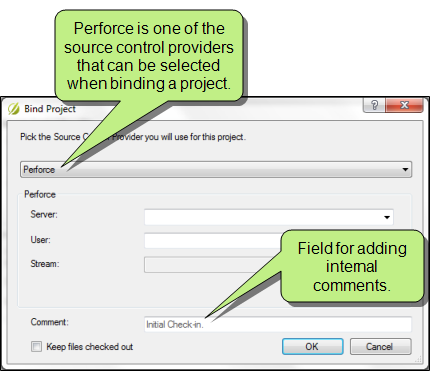 Perforce is one of the
source control providers
that can be selected
when binding a project.
Bind Project
Pick the Source Co Provider you will use for this project.
Perforce
Perforce
Server:
User:
Stream:
Field for adding
internal
comments.
Comment:
Initial Check-in.
Keep files checked out
OK
Cancel